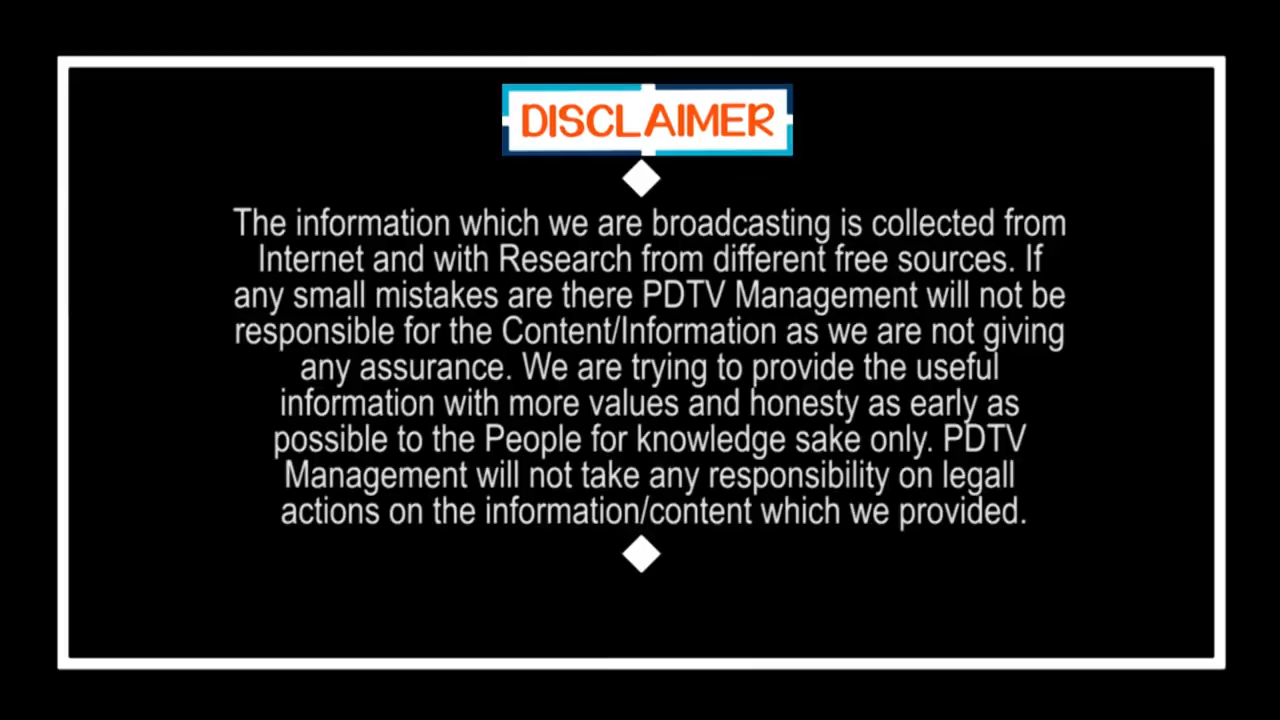 DISCLAIMER
The information which we are broadcasting is collected from
Internet and with Research from different free sources. If
any small mistakes are there PDTV Management will not be
responsible for the Content/Information as we are not giving
any assurance. We are trying to provide the useful
information with more values and honesty as early as
possible to the People for knowledge sake only. PDTV
Management will not take any responsibility on legall
actions on the information/content which we provided.